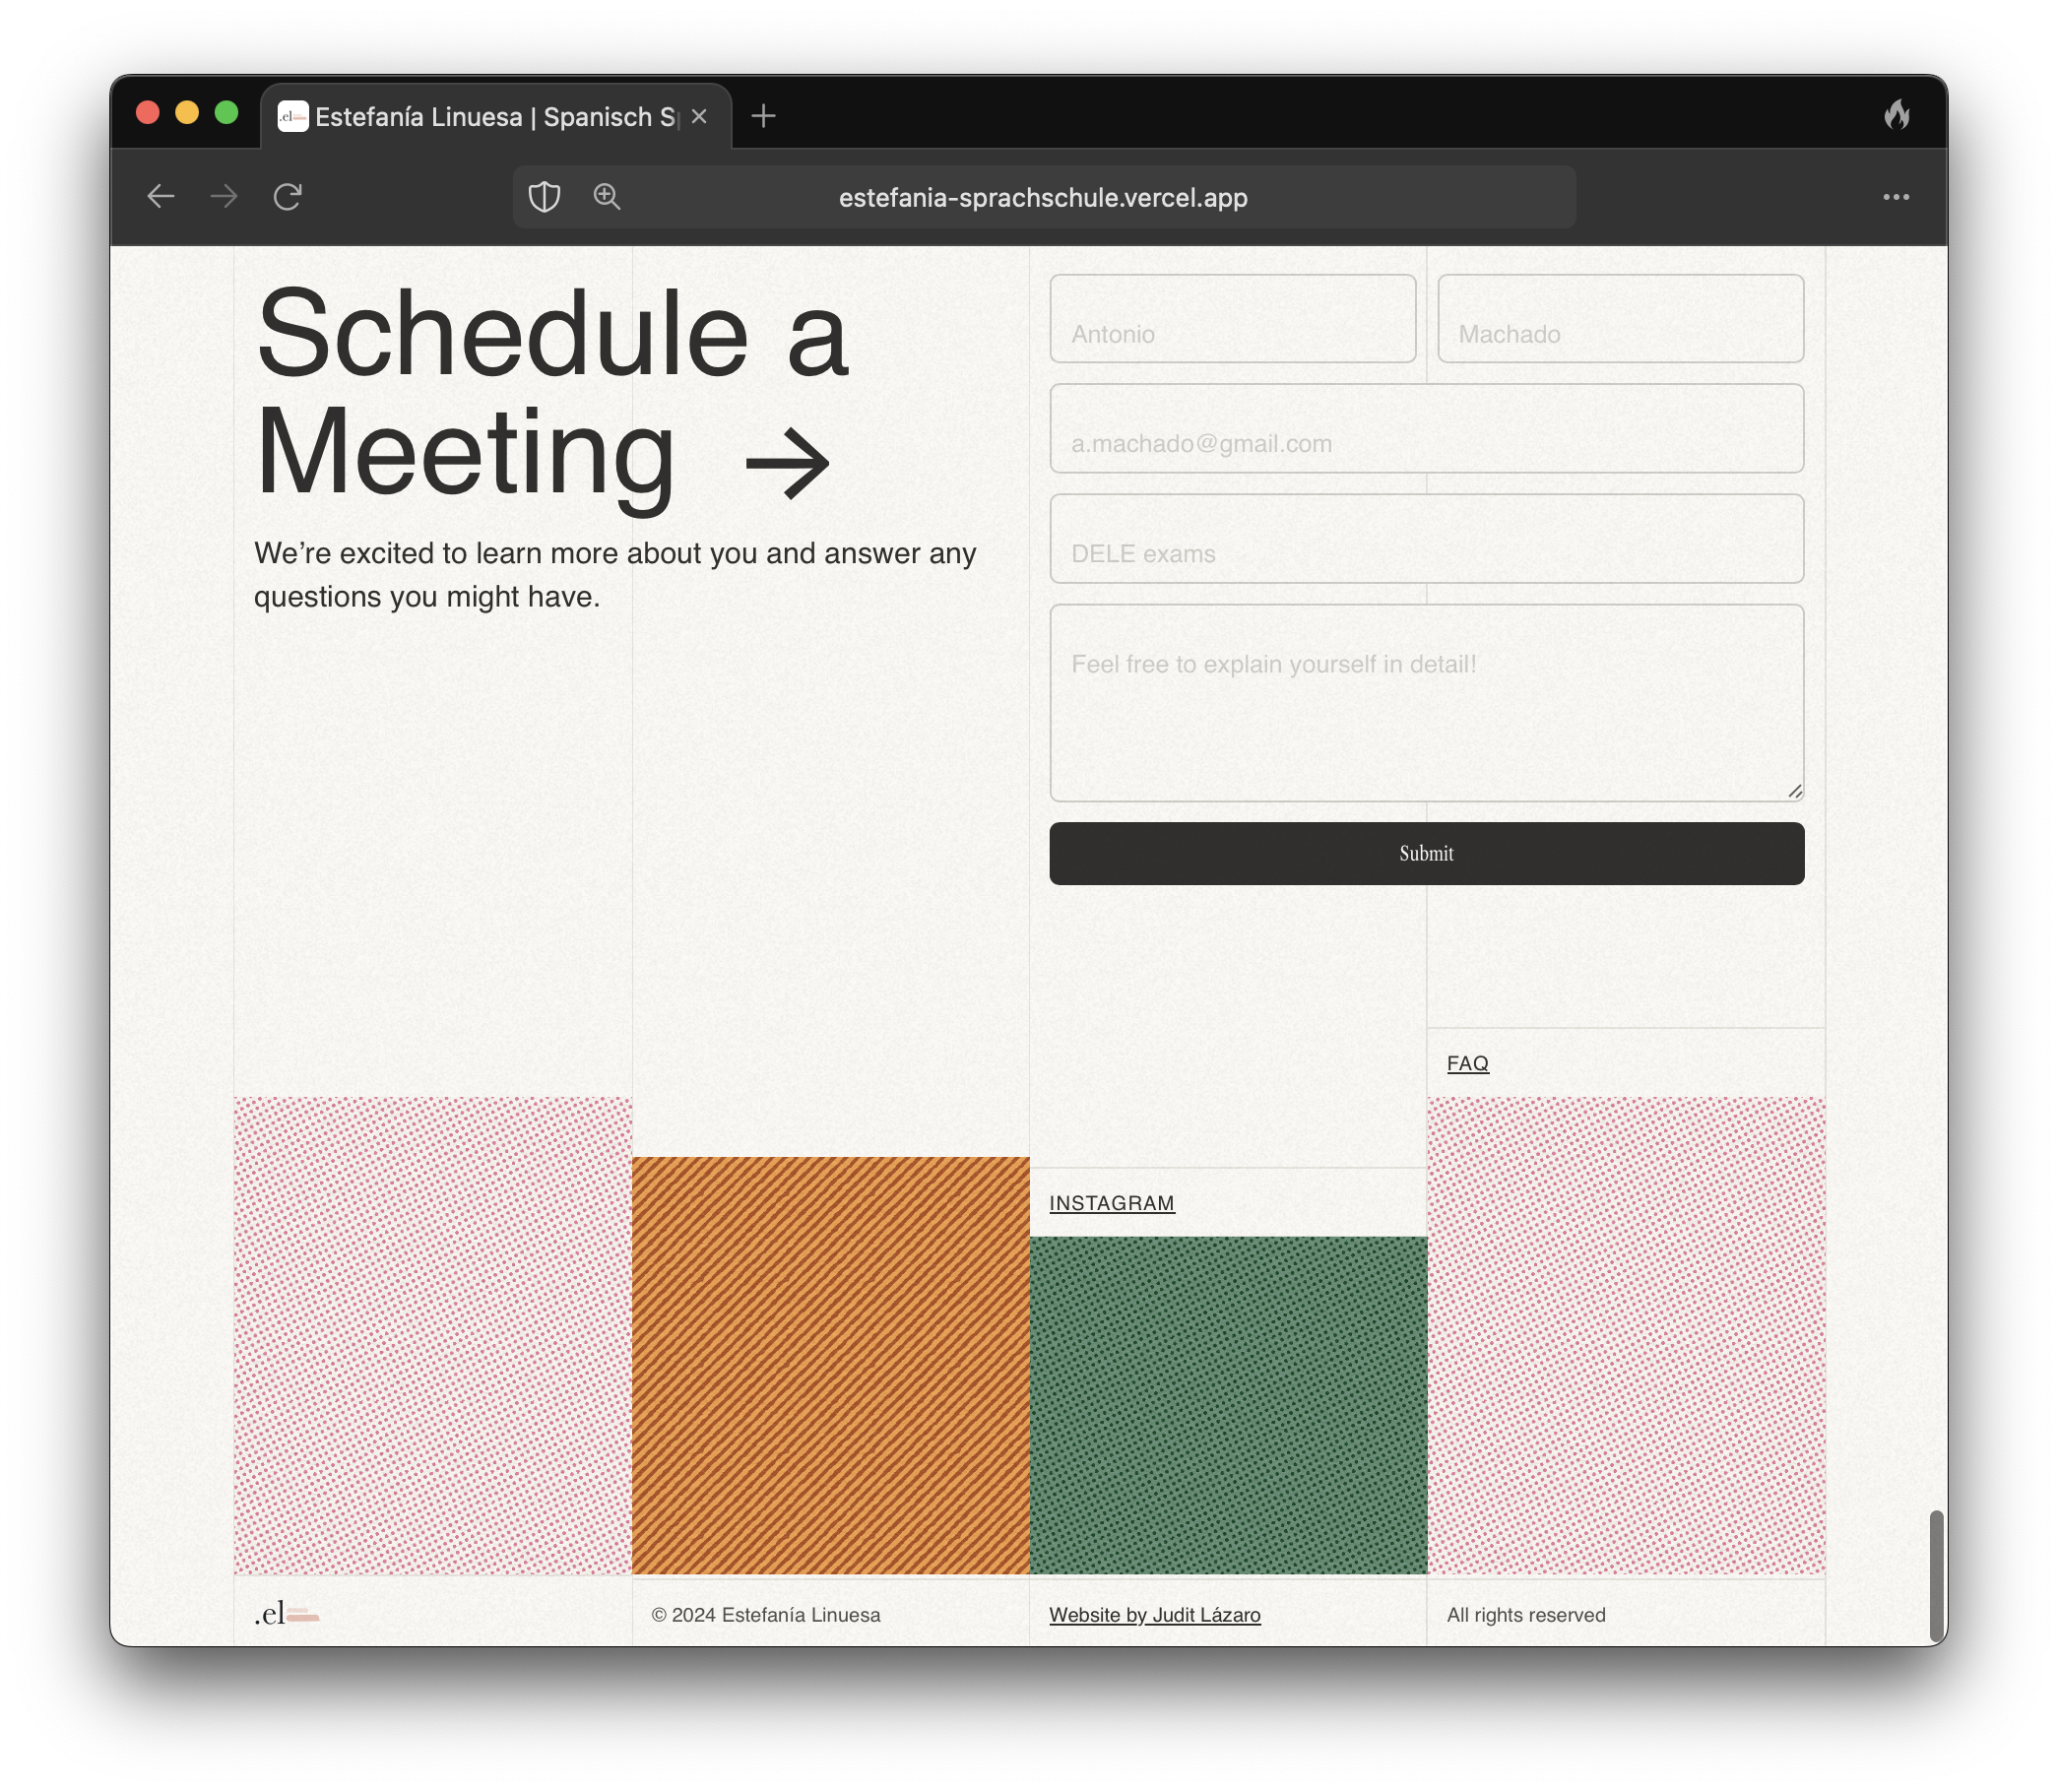 .el
Estefanía Linuesa | Spanisch S
estefania-sprachschule.vercel.app
Schedule a
Meeting →
We’re excited to learn more about you and answer any
questions you might have.
Antonio
Machado
a.machado@gmail.com
DELE exams
Feel free to explain yourself in detail!
Submit
FAQ
INSTAGRAM
.el
© 2024 Estefanía Linuesa
Website by Judit Lázaro
All rights reserved